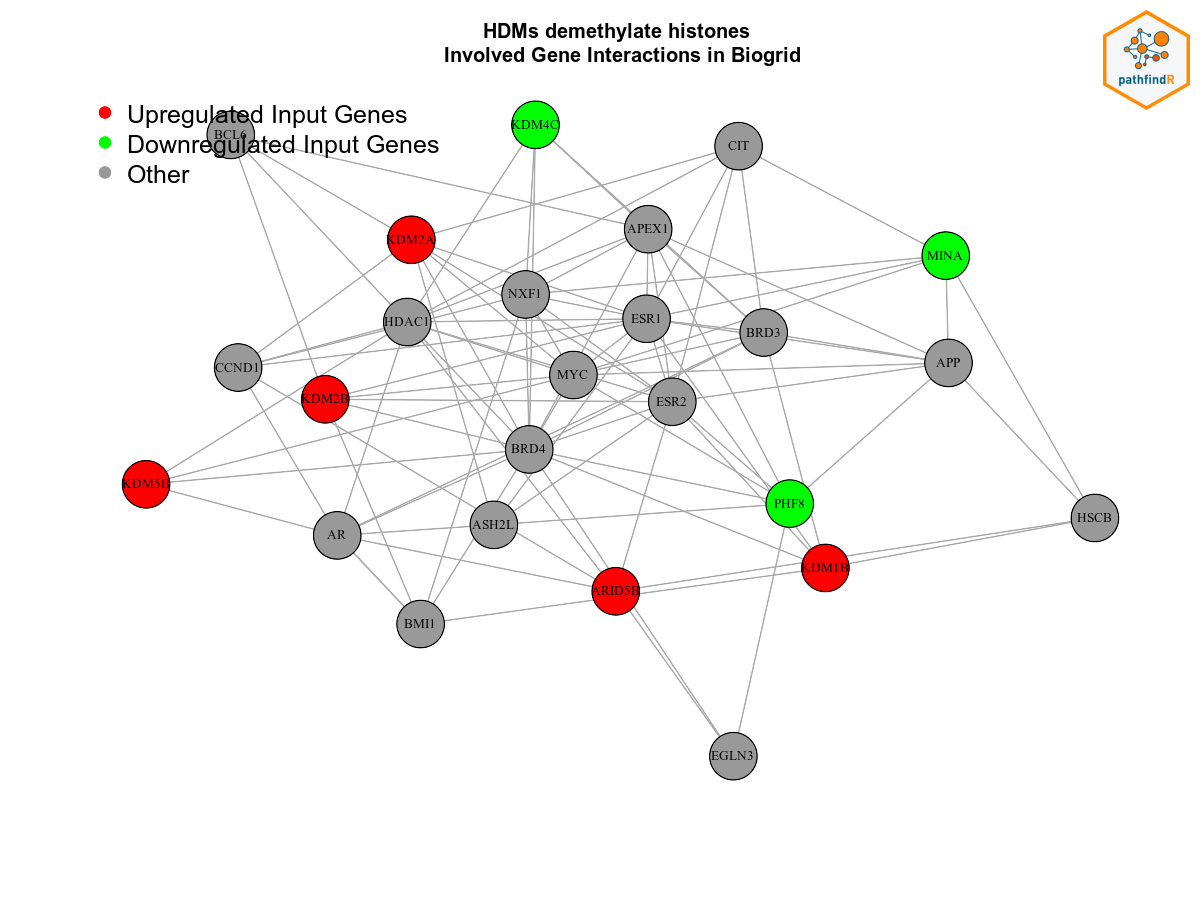 HDMs demethylate histones
Involved Gene Interactions in Biogrid
pathfindR
Upregulated Input Genes
Downregulated Input Genes
Other
BCL6
KDM4C
CIT
APEX1
KDM2A
MINA
NXF1
HDAC1
ESR1
BRD3
CCND1
MYC
APP
KDM2B
ESR2
BRD4
KDM5B
PHF8
HSCB
AR
ASH2L
KDM1B
ARID5B
BMI1
EGLN3